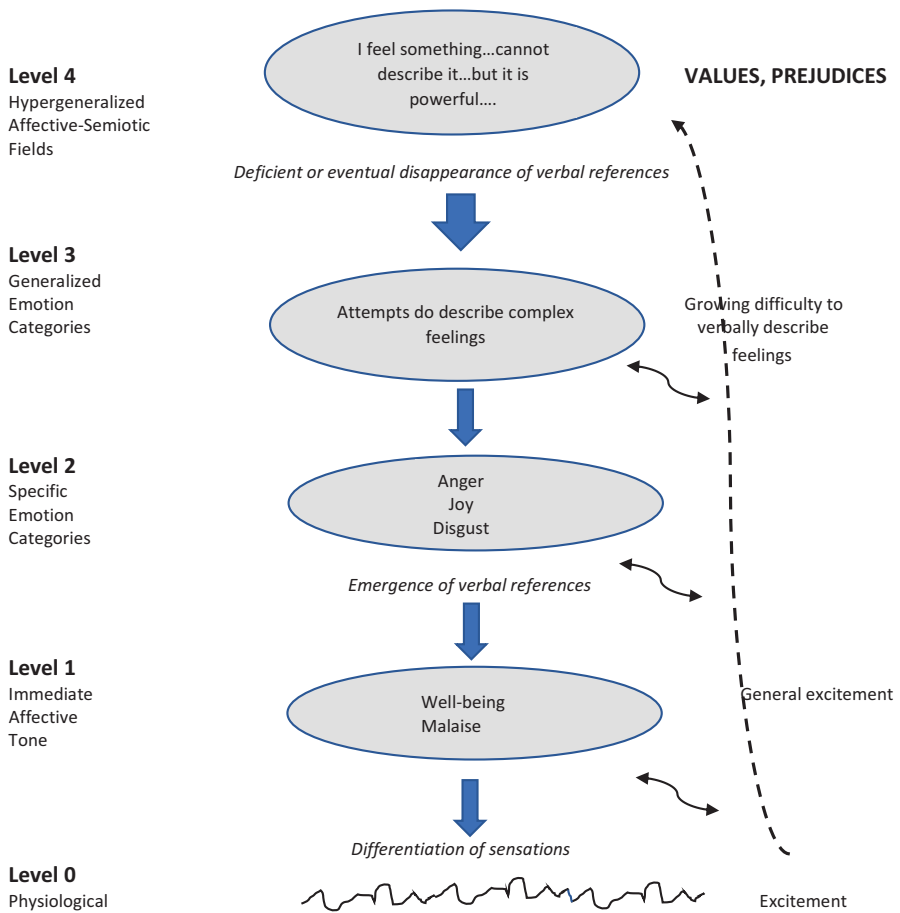 I feel something...cannot
describe it...but it is
powerful....
Level 4
Hypergeneralized
Affective-Semiotic
Fields
VALUES, PREJUDICES
Deficient or eventual disappearance of verbal references
Level 3
Generalized
Emotion
Categories
Attempts do describe complex
feelings
Growing difficulty to
verbally describe
feelings
Level 2
Specific
Emotion
Categories
Anger
Joy
Disgust
Emergence of verbal references
Level 1
Immediate
Affective
Tone
Well-being
Malaise
General excitement
Differentiation of sensations
Level 0
Physiological
Excitement